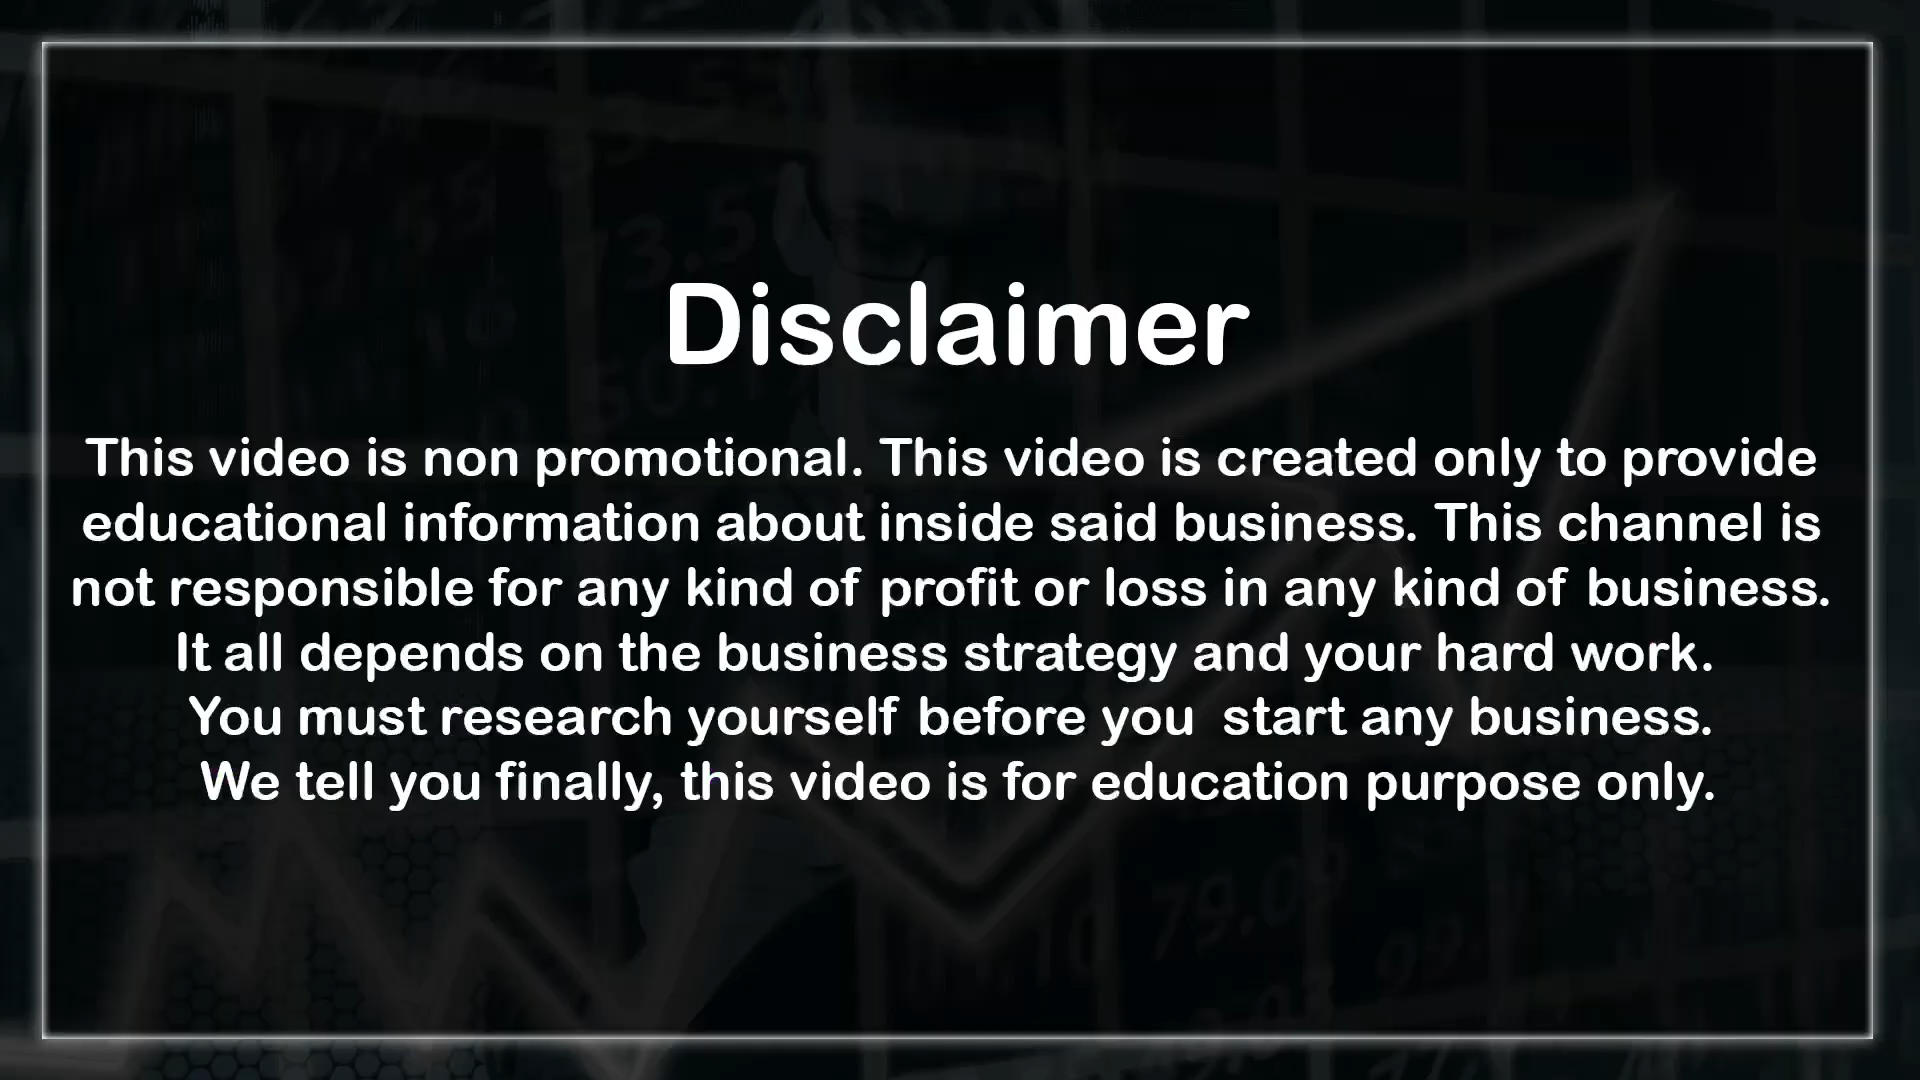 Disclaimer
This video is non promotional. This video is created only to provide
educational information about inside said business. This channel is
not responsible for any kind of profit or loss in any kind of business.
It all depends on the business strategy and your hard work.
You must research yourself before you start any business.
We tell you finally, this video is for education purpose only.